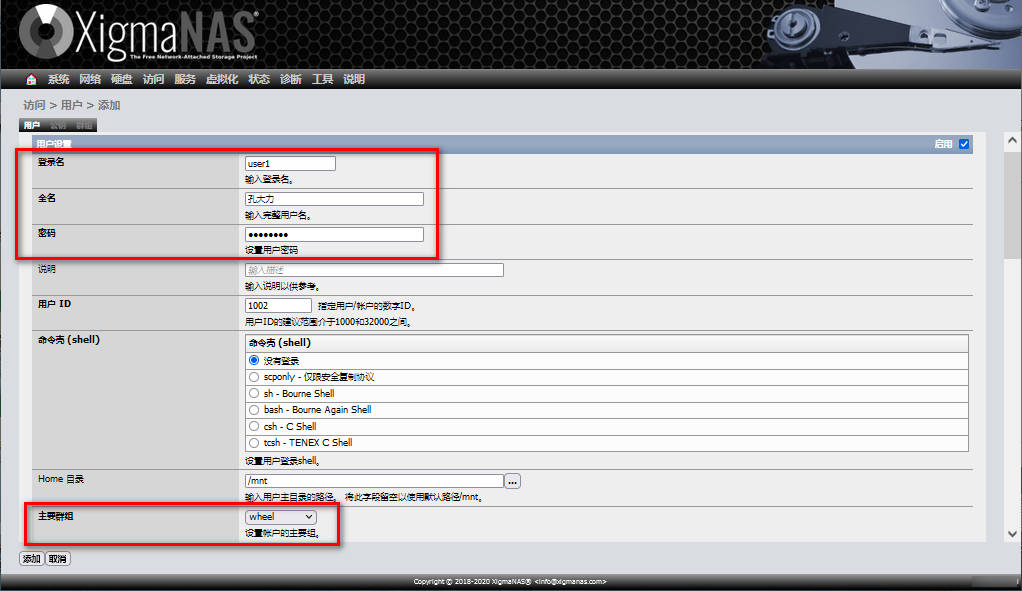 XigmaNAS®
The Free Network-Attached Storage Project
系统 网络 硬盘 访问 服务 虚拟化 状态 诊断 工具 说明
访问 > 用户 > 添加
用户 公钥 群组
用户设置 启用
登录名 user1
输入登录名。
全名 孔大力
输入完整用户名。
密码 ••••••••
设置用户密码
说明 输入描述
输入说明以供参考。
用户 ID 1002 指定用户/帐户的数字ID。
用户ID的建议范围介于1000和32000之间。
命令壳 (shell) 命令壳 (shell)
没有登录
scponly - 仅限安全复制协议
sh - Bourne Shell
bash - Bourne Again Shell
csh - C Shell
tcsh - TENEX C Shell
设置用户登录shell。
Home 目录 /mnt ...
输入用户主目录的路径。 将此字段留空以使用默认路径/mnt。
主要群组 wheel
设置帐户的主要组。
添加 取消
Copyright © 2018-2020 XigmaNAS® <info@xigmanas.com>